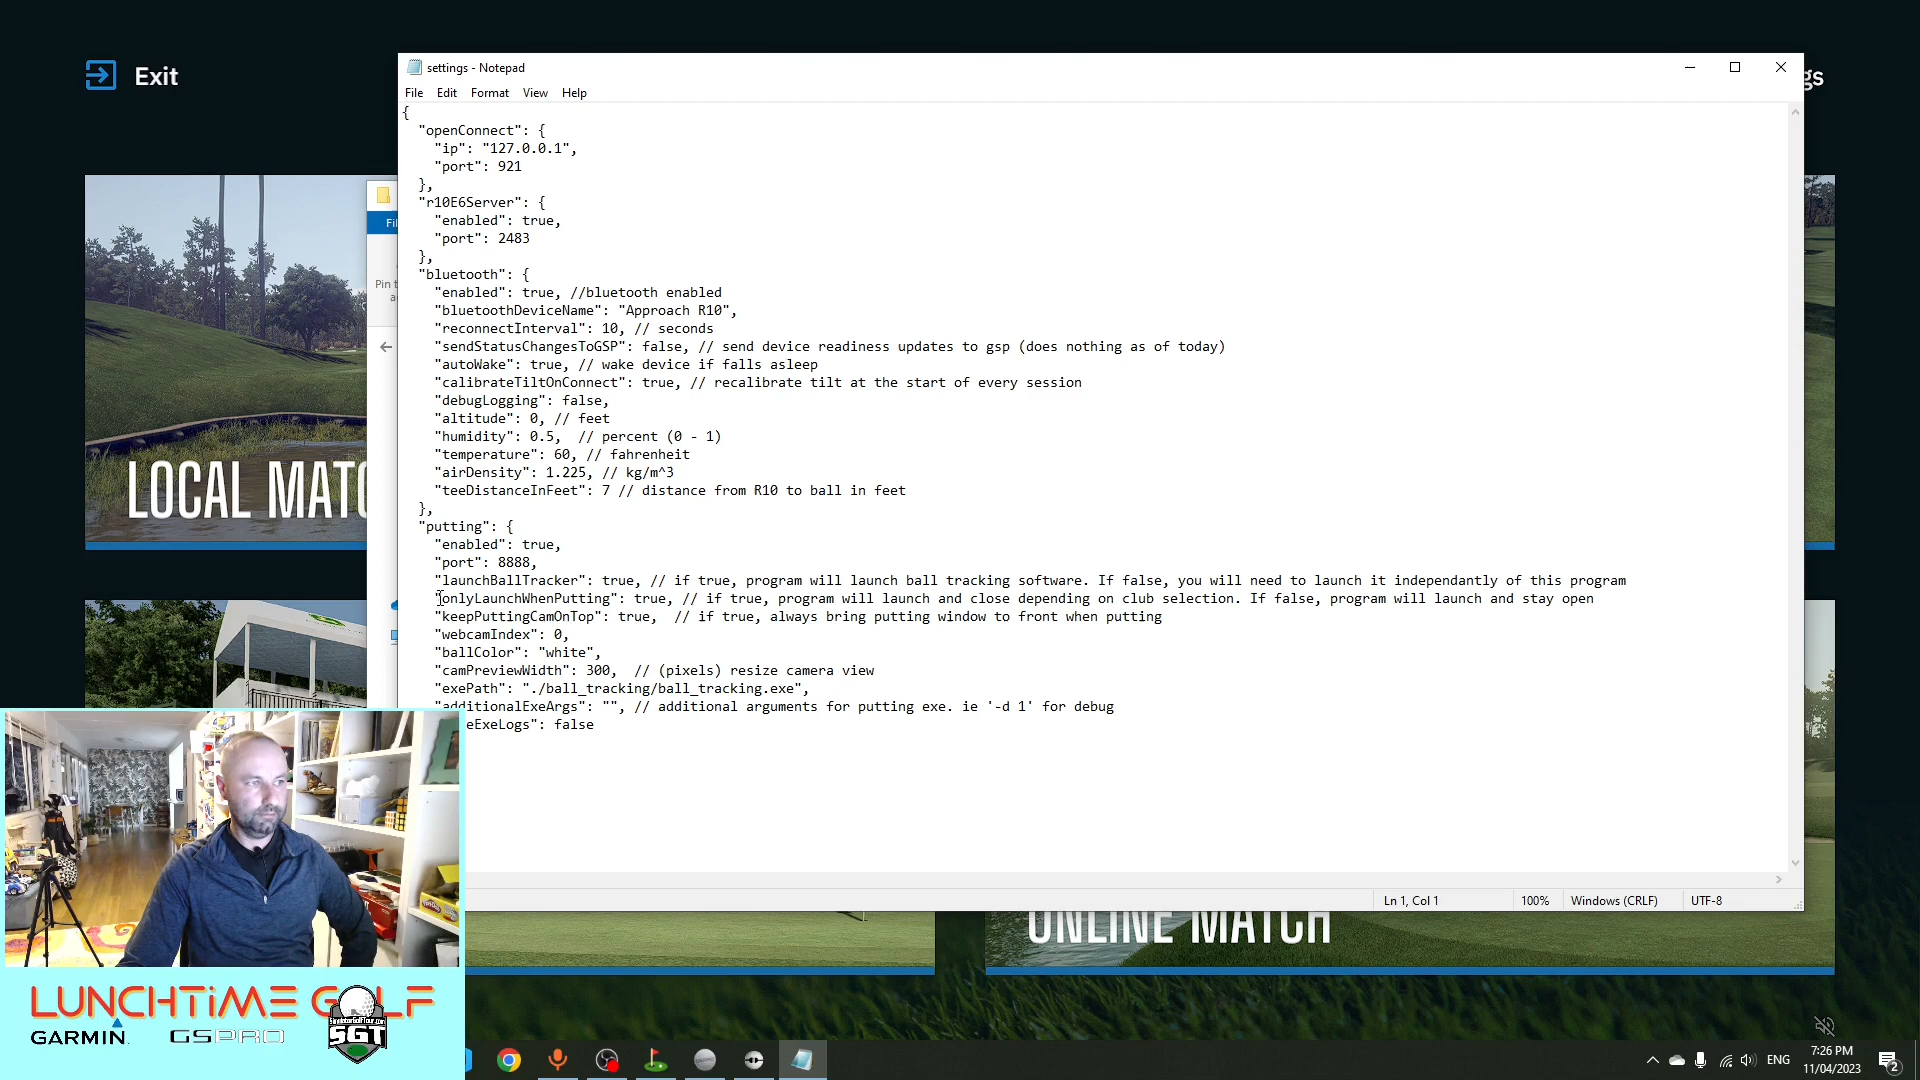 Exit
settings - Notepad
gs
File Edit Format View Help
{
"openConnect": {
"ip": "127.0.0.1",
"port": 921
},
"r10E6Server": {
"enabled": true,
"port": 2483
},
"bluetooth": {
"enabled": true, //bluetooth enabled
"bluetoothDeviceName": "Approach R10",
"reconnectInterval": 10, // seconds
"sendStatusChangesToGSP": false, // send device readiness updates to gsp (does nothing as of today)
"autoWake": true, // wake device if falls asleep
"calibrateTiltOnConnect": true, // recalibrate tilt at the start of every session
"debugLogging": false,
"altitude": 0, // feet
"humidity": 0.5,  // percent (0 - 1)
"temperature": 60, // fahrenheit
"airDensity": 1.225, // kg/m^3
"teeDistanceInFeet": 7 // distance from R10 to ball in feet
},
"putting": {
"enabled": true,
"port": 8888,
"launchBallTracker": true, // if true, program will launch ball tracking software. If false, you will need to launch it independantly of this program
"onlyLaunchWhenPutting": true, // if true, program will launch and close depending on club selection. If false, program will launch and stay open
"keepPuttingCamOnTop": true,  // if true, always bring putting window to front when putting
"webcamIndex": 0,
"ballColor": "white",
"camPreviewWidth": 300,  // (pixels) resize camera view
"exePath": "./ball_tracking/ball_tracking.exe",
"additionalExeArgs": "", // additional arguments for putting exe. ie '-d 1' for debug
eExeLogs": false
Fil
Pin t
a
LOCAL MATC
Ln 1, Col 1
100%
Windows (CRLF)
UTF-8
ONLINE MATCH
LUNCHTiME GOLF
GARMIN
GSPRO
SimulatorGolfTour.com
SGT
ENG
7:26 PM
11/04/2023
2